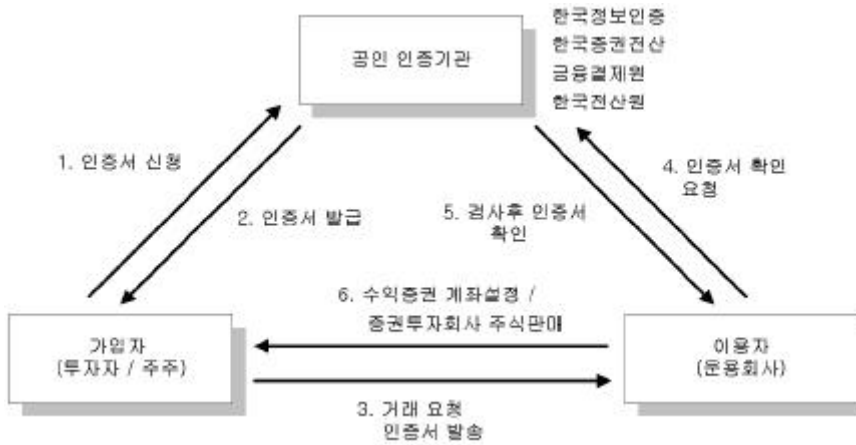 공인 인증기관
한국정보인증
한국증권전산
금융결제원
한국전산원
1. 인증서 신청
2. 인증서 발급
4. 인증서 확인
요청
5. 검사후 인증서
확인
6. 수익증권 계좌설정 /
증권투자회사 주식판매
가입자
(투자자 / 주주)
이용자
(운용회사)
3. 거래 요청
인증서 발송